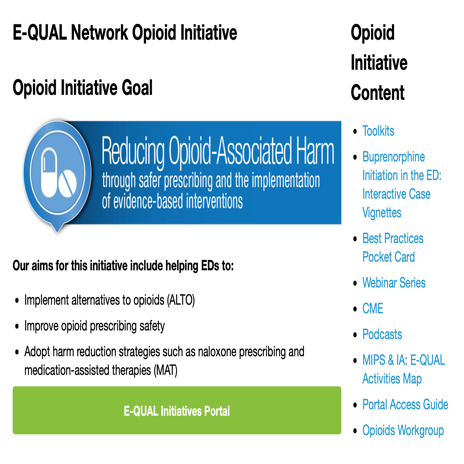 E-QUAL Network Opioid Initiative
Opioid Initiative Goal
Reducing Opioid-Associated Harm
through safer prescribing and the implementation
of evidence-based interventions
Our aims for this initiative include helping EDs to:
Implement alternatives to opioids (ALTO)
Improve opioid prescribing safety
Adopt harm reduction strategies such as naloxone prescribing and
medication-assisted therapies (MAT)
E-QUAL Initiatives Portal
Opioid
Initiative
Content
Toolkits
Buprenorphine
Initiation in the ED:
Interactive Case
Vignettes
Best Practices
Pocket Card
Webinar Series
CME
Podcasts
MIPS & IA: E-QUAL
Activities Map
Portal Access Guide
Opioids Workgroup